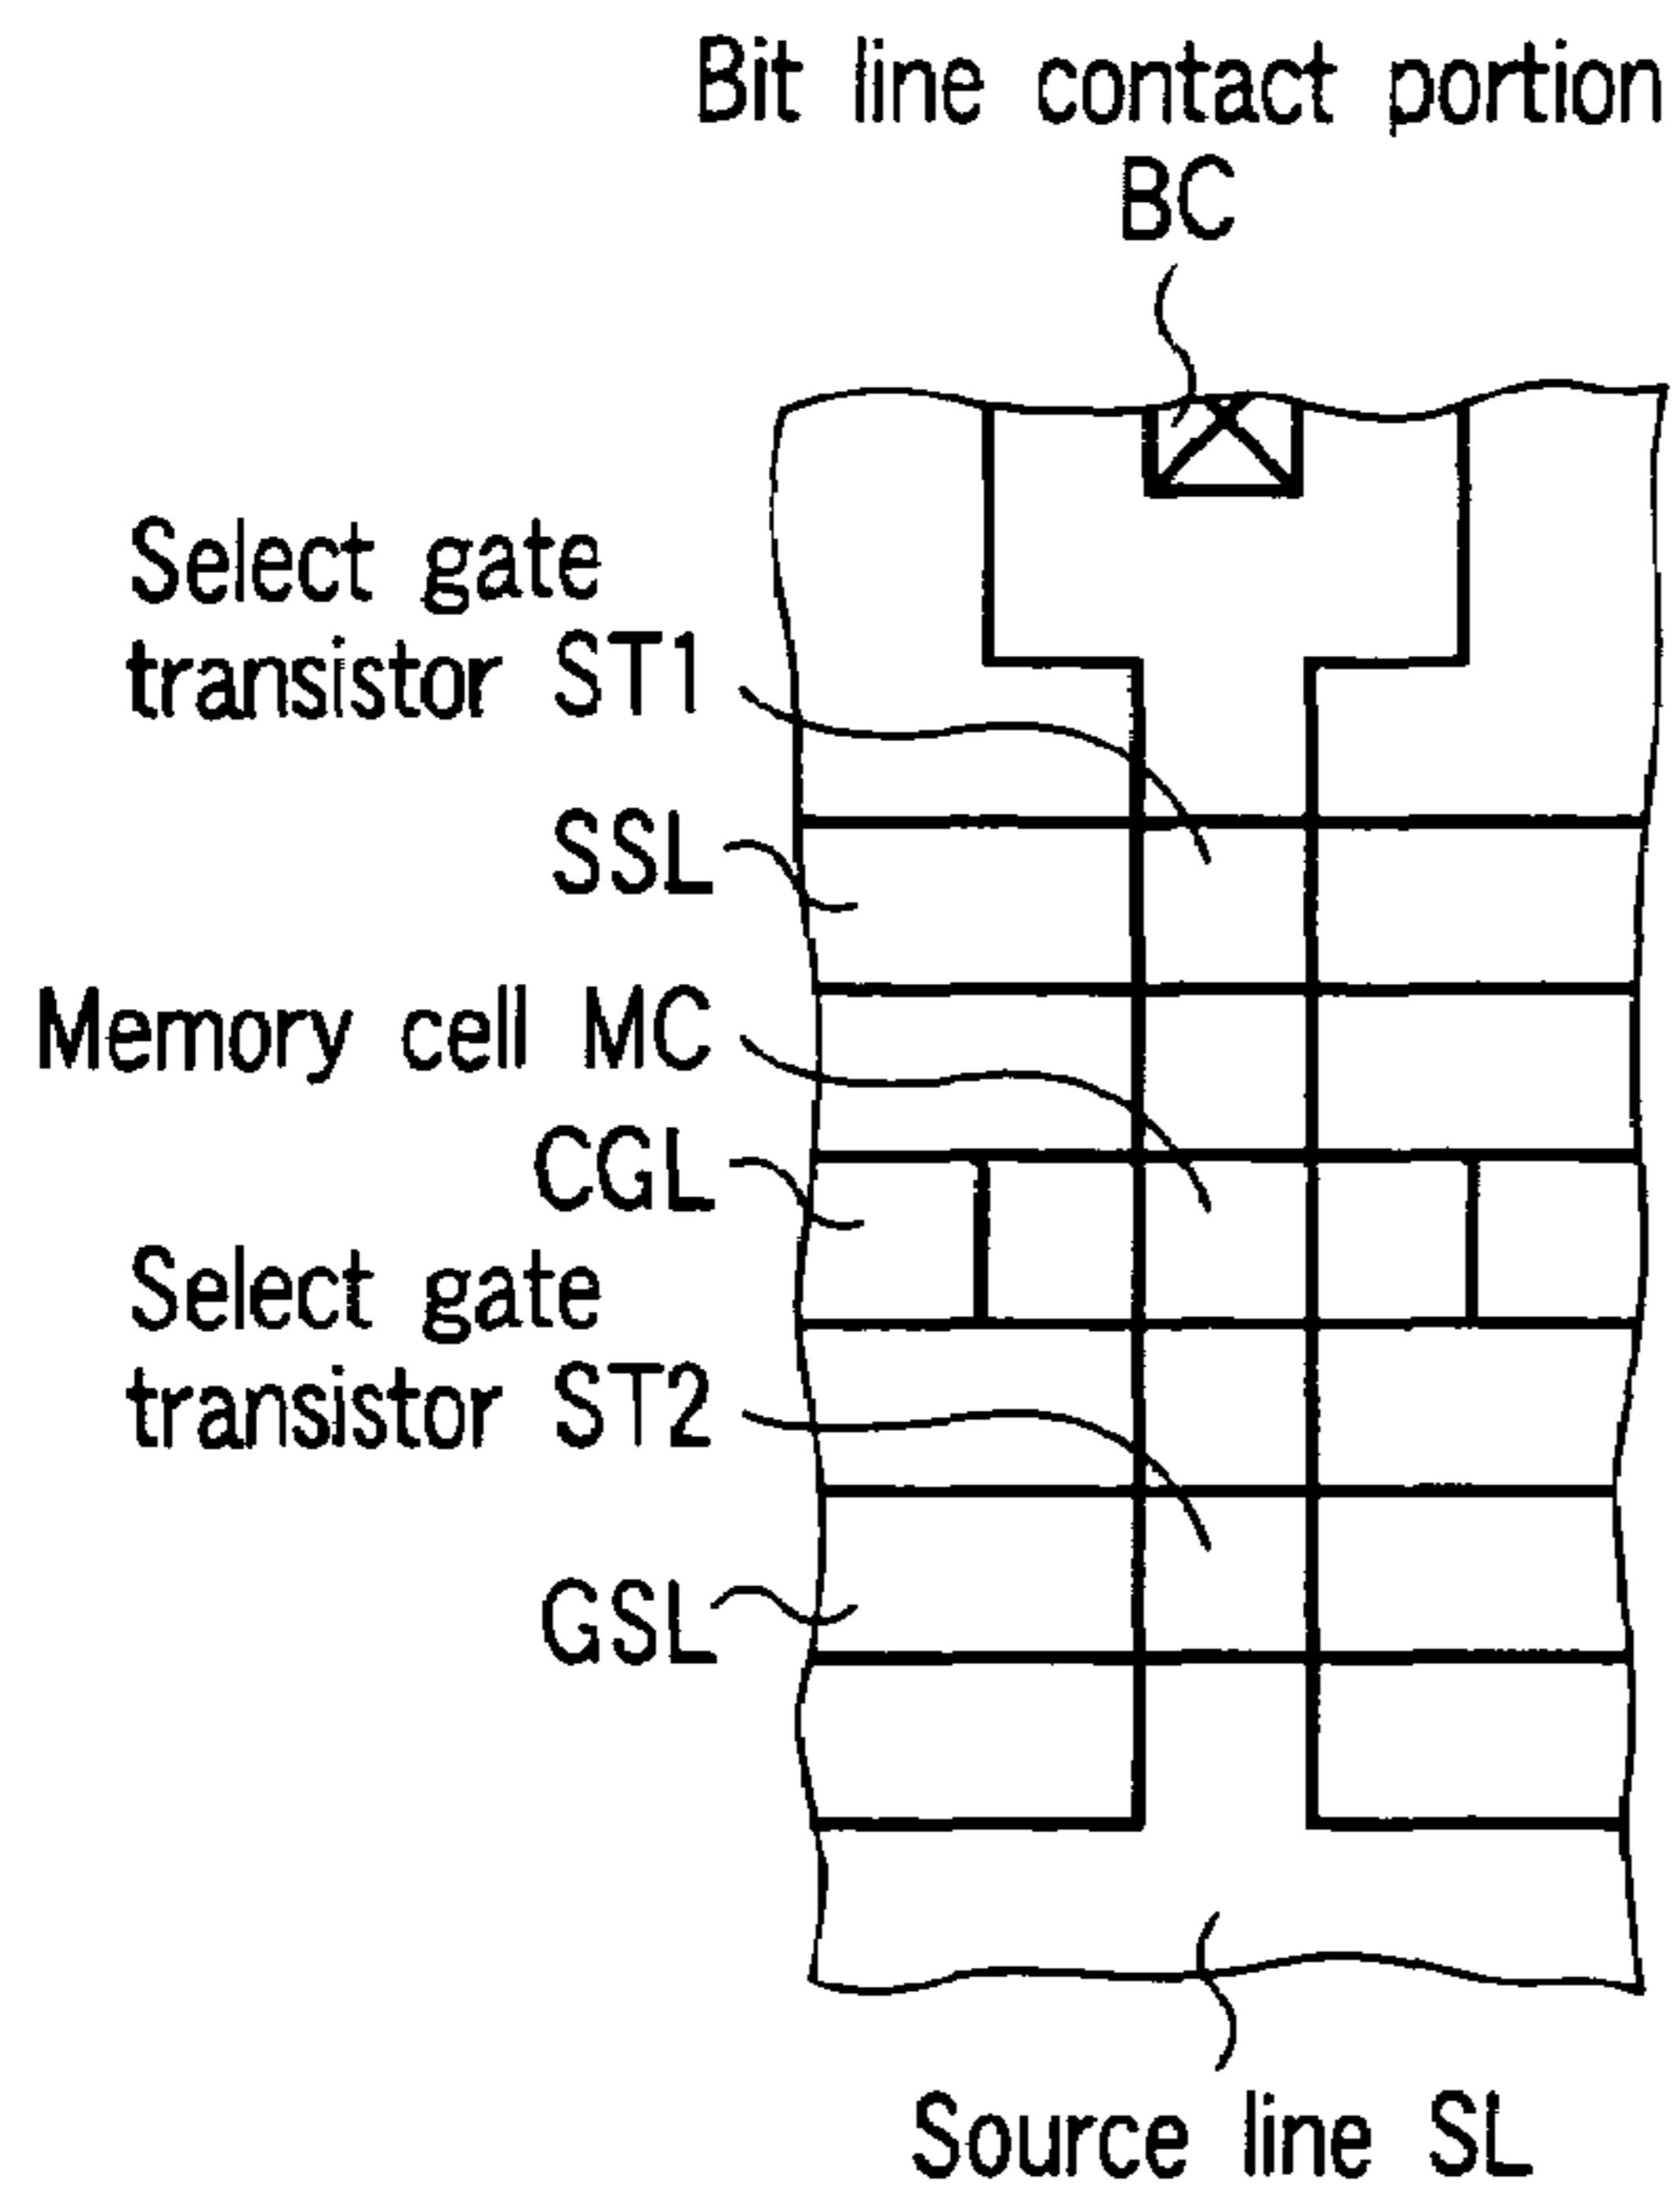 Bit line contact portion
BC
Select gate
transistor ST1
SSL
Memory cell MC
CGL
Select gate
transistor ST2
GSL
Source line SL